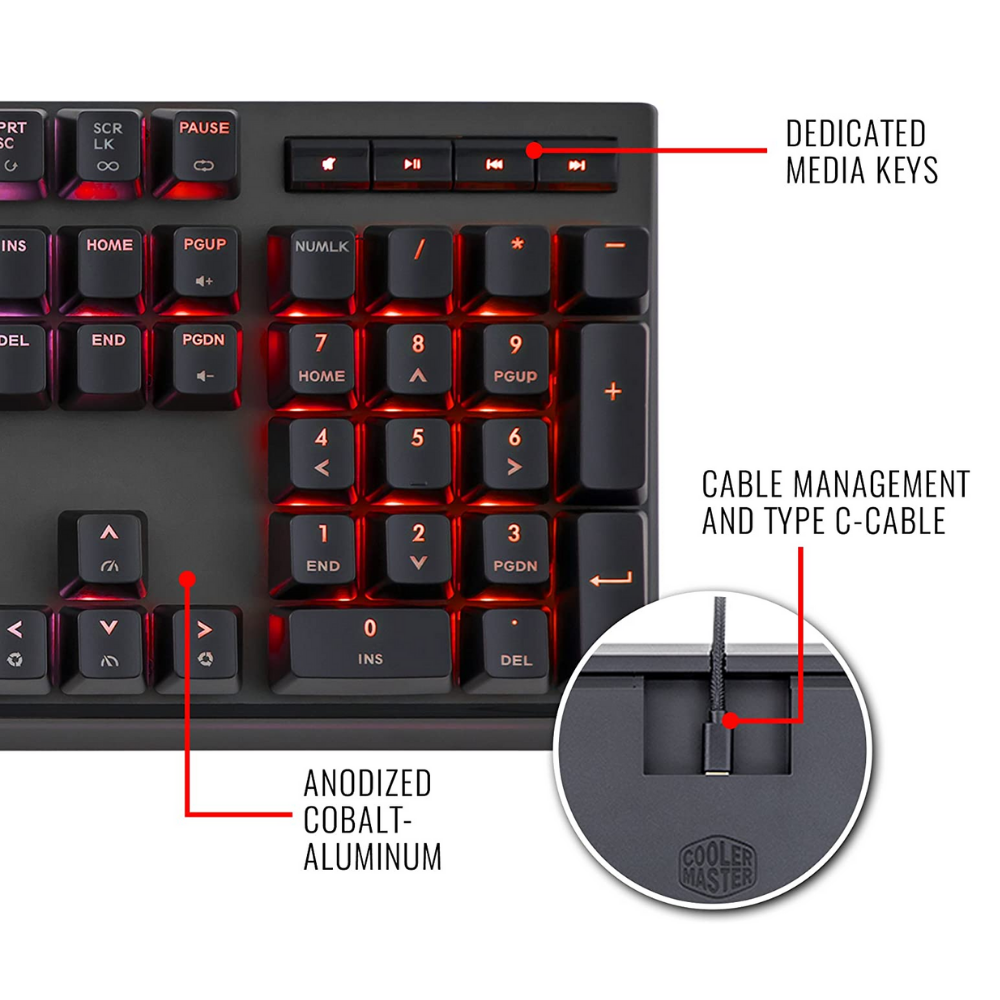 DEDICATED
MEDIA KEYS
PRT
SC
SCR
LK
PAUSE
INS
HOME
PGUP
NUMLK
/
*
-
DEL
END
PGDN
7
HOME
8
9
PGUP
+
4
5
6
1
END
2
3
PGDN
0
INS
.
DEL
CABLE MANAGEMENT
AND TYPE C-CABLE
ANODIZED
COBALT-
ALUMINUM
COOLER
MASTER